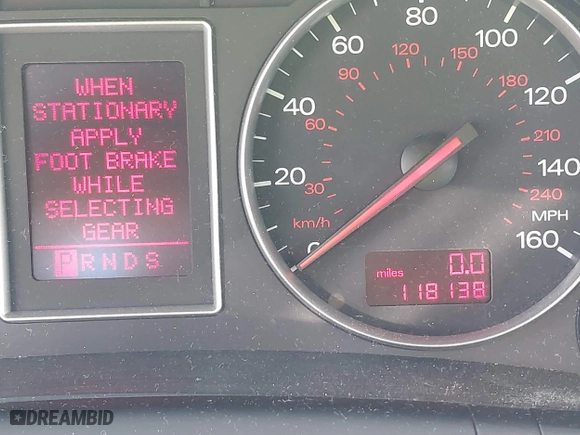 WHEN
STATIONARY
APPLY
FOOT BRAKE
WHILE
SELECTING
GEAR
P R N D S
0
20
40
60
80
100
120
140
160
MPH
30
60
90
120
150
180
210
240
km/h
miles 0.0
118138
DREAMBID